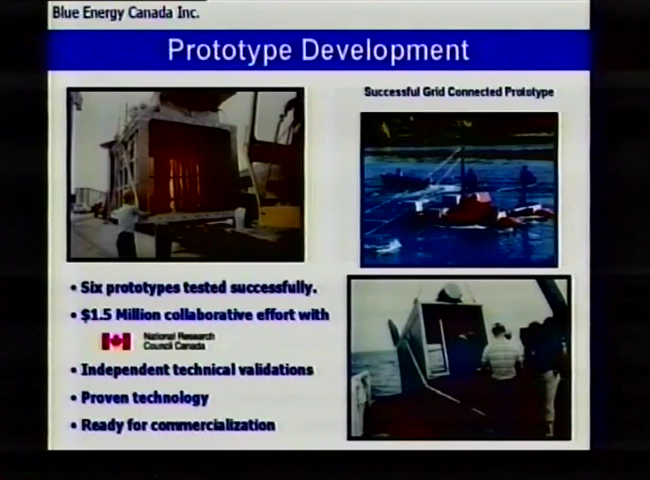 Blue Energy Canada Inc.
Prototype Development
Successful Grid Connected Prototype
• Six prototypes tested successfully.
• $1.5 Million collaborative effort with
National Research
Council Canada
• Independent technical validations
• Proven technology
• Ready for commercialization